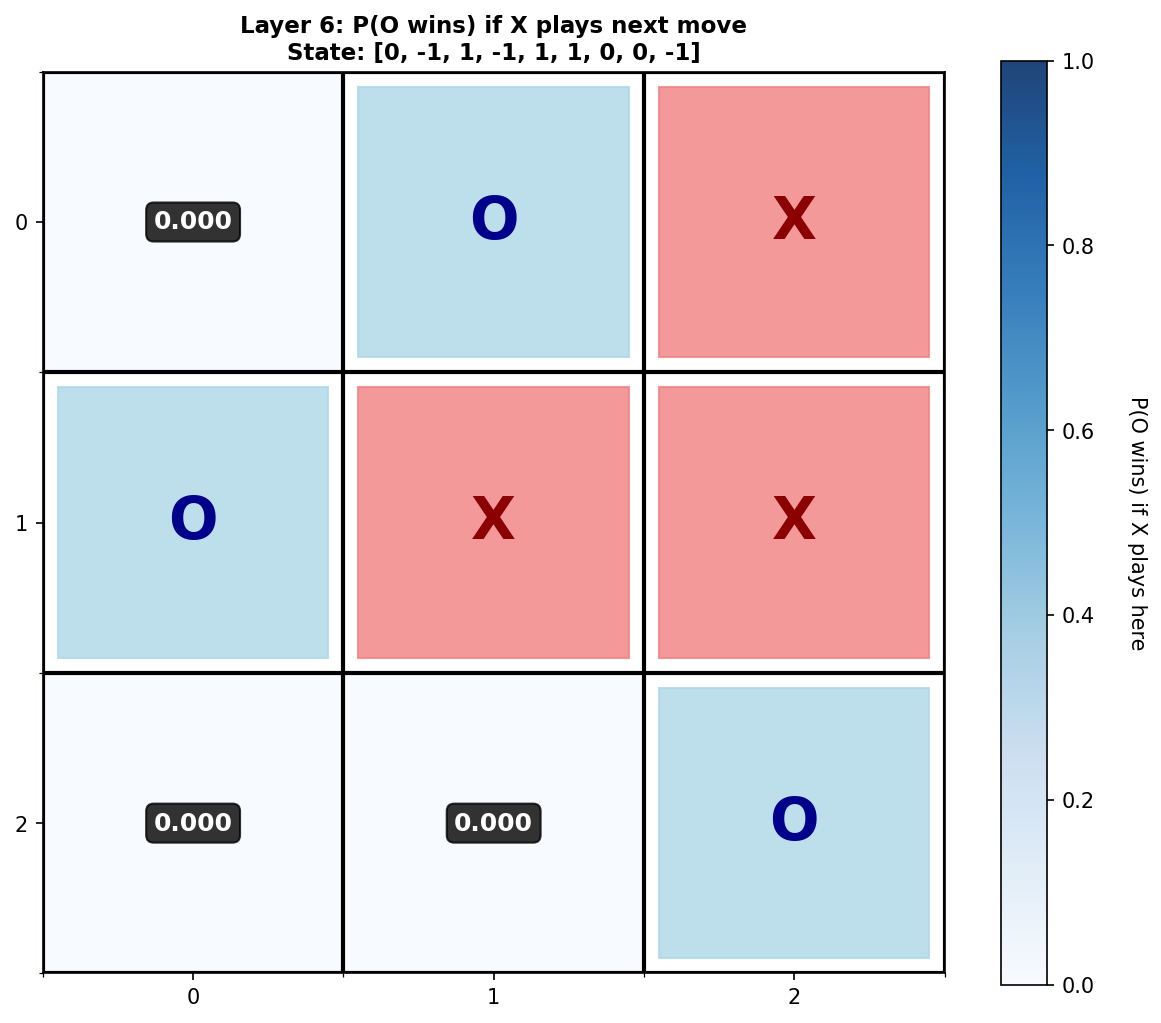 Layer 6: P(O wins) if X plays next move
State: [0, -1, 1, -1, 1, 1, 0, 0, -1]
0
0.000
O
X
1
O
X
X
2
0.000
0.000
O
0
1
2
1.0
0.8
0.6
0.4
0.2
0.0
P(O wins) if X plays here